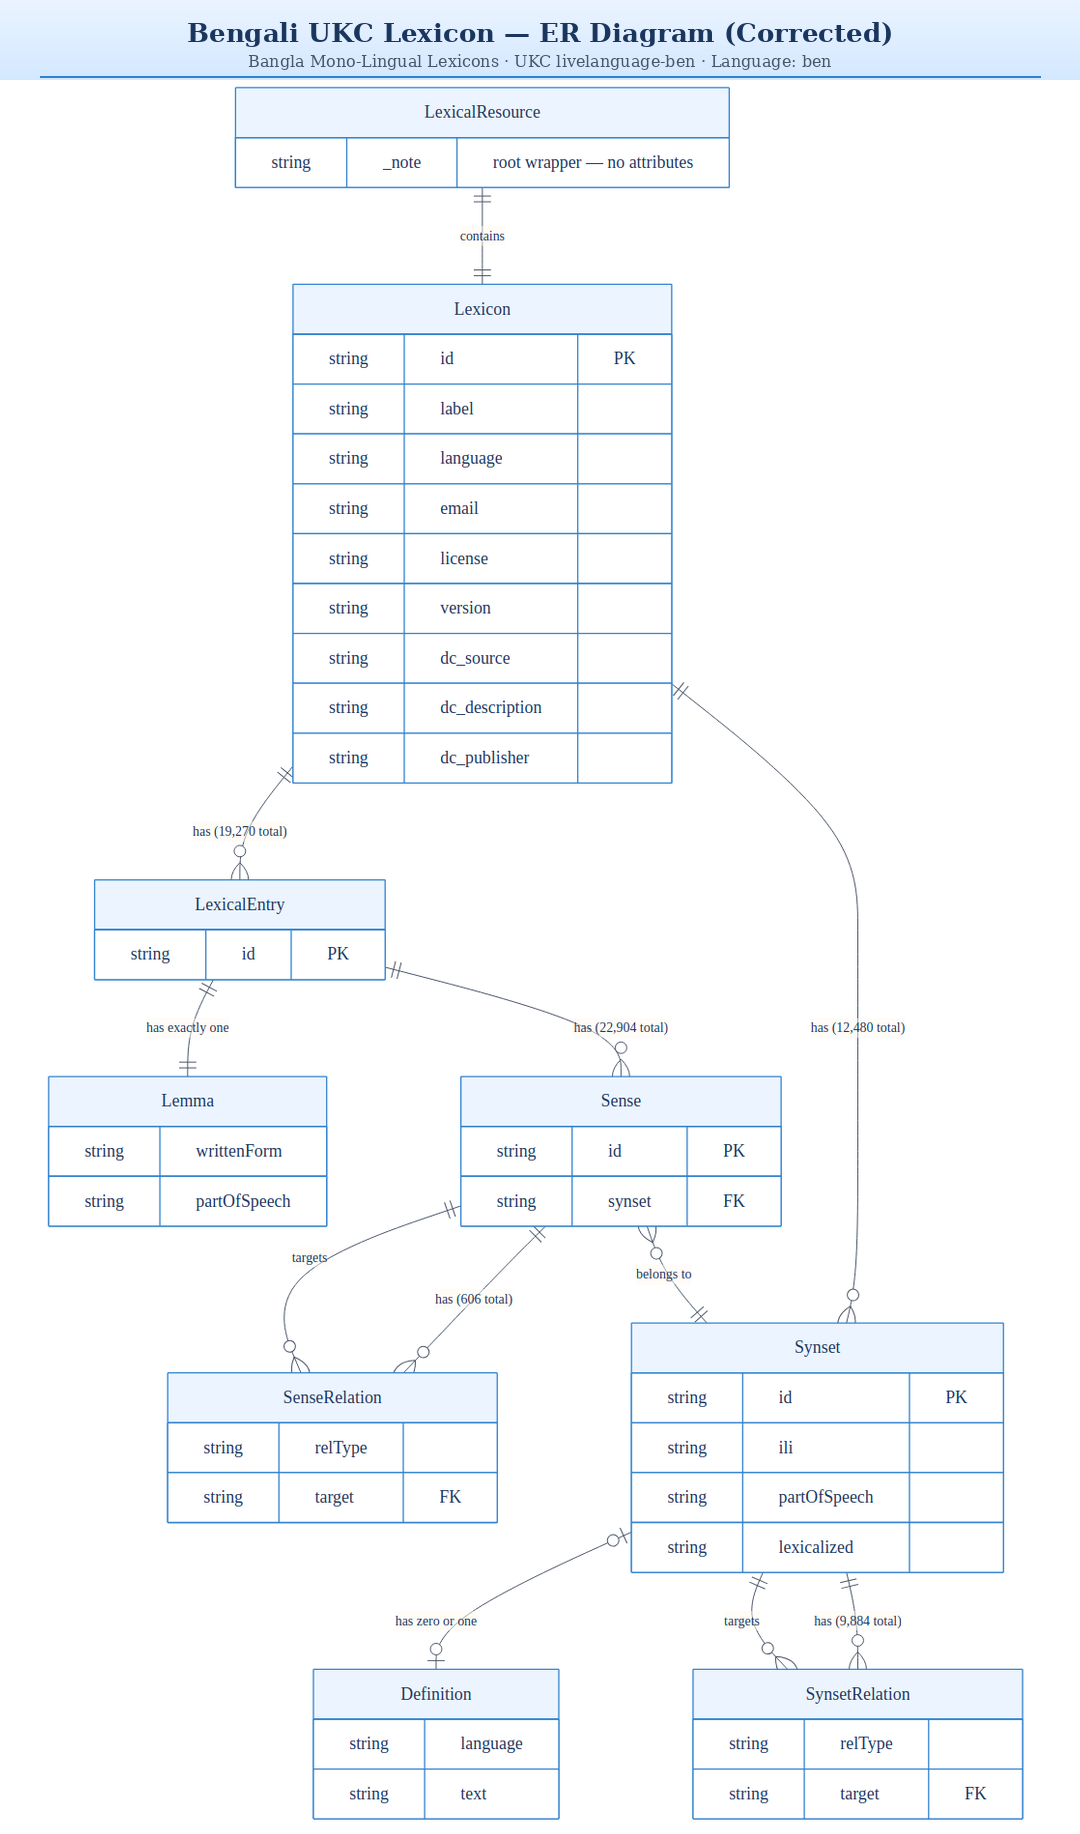 Bengali UKC Lexicon — ER Diagram (Corrected)
Bangla Mono-Lingual Lexicons · UKC livelanguage-ben · Language: ben
LexicalResource
string _note root wrapper — no attributes
contains
Lexicon
string id PK
string label
string language
string email
string license
string version
string dc_source
string dc_description
string dc_publisher
has (19,270 total)
LexicalEntry
string id PK
has exactly one
has (22,904 total)
has (12,480 total)
Lemma
string writtenForm
string partOfSpeech
Sense
string id PK
string synset FK
targets
has (606 total)
belongs to
SenseRelation
string relType
string target FK
Synset
string id PK
string ili
string partOfSpeech
string lexicalized
has zero or one
targets
has (9,884 total)
Definition
string language
string text
SynsetRelation
string relType
string target FK